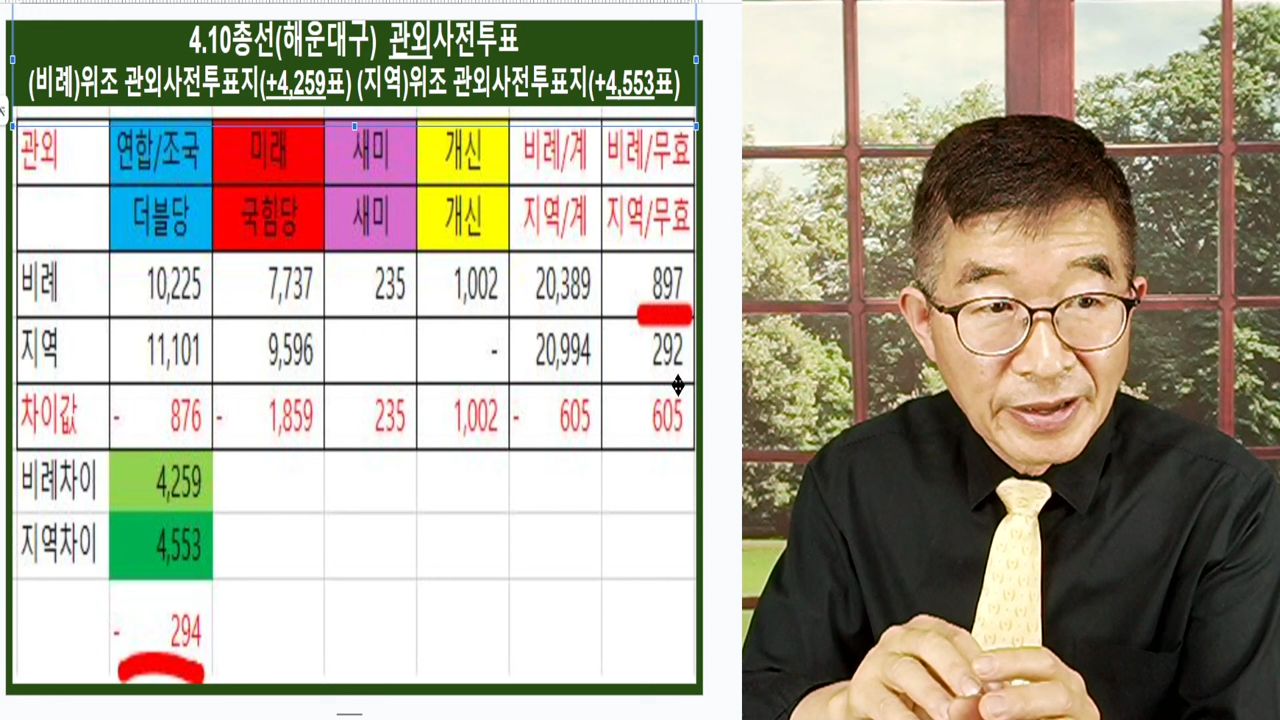 4.10총선(해운대구) 관외사전투표
(비례)위조 관외사전투표지(+4,259표) (지역)위조 관외사전투표지(+4,553표)
관외 연합/조국 미래 새미 개신 비례/계 비례/무효
더블당 국힘당 새미 개신 지역/계 지역/무효
비례 10,225 7,737 235 1,002 20,389 897
지역 11,101 9,596 - 20,994 292
차이값 - 876 - 1,859 235 1,002 - 605 605
비례차이 4,259
지역차이 4,553
- 294